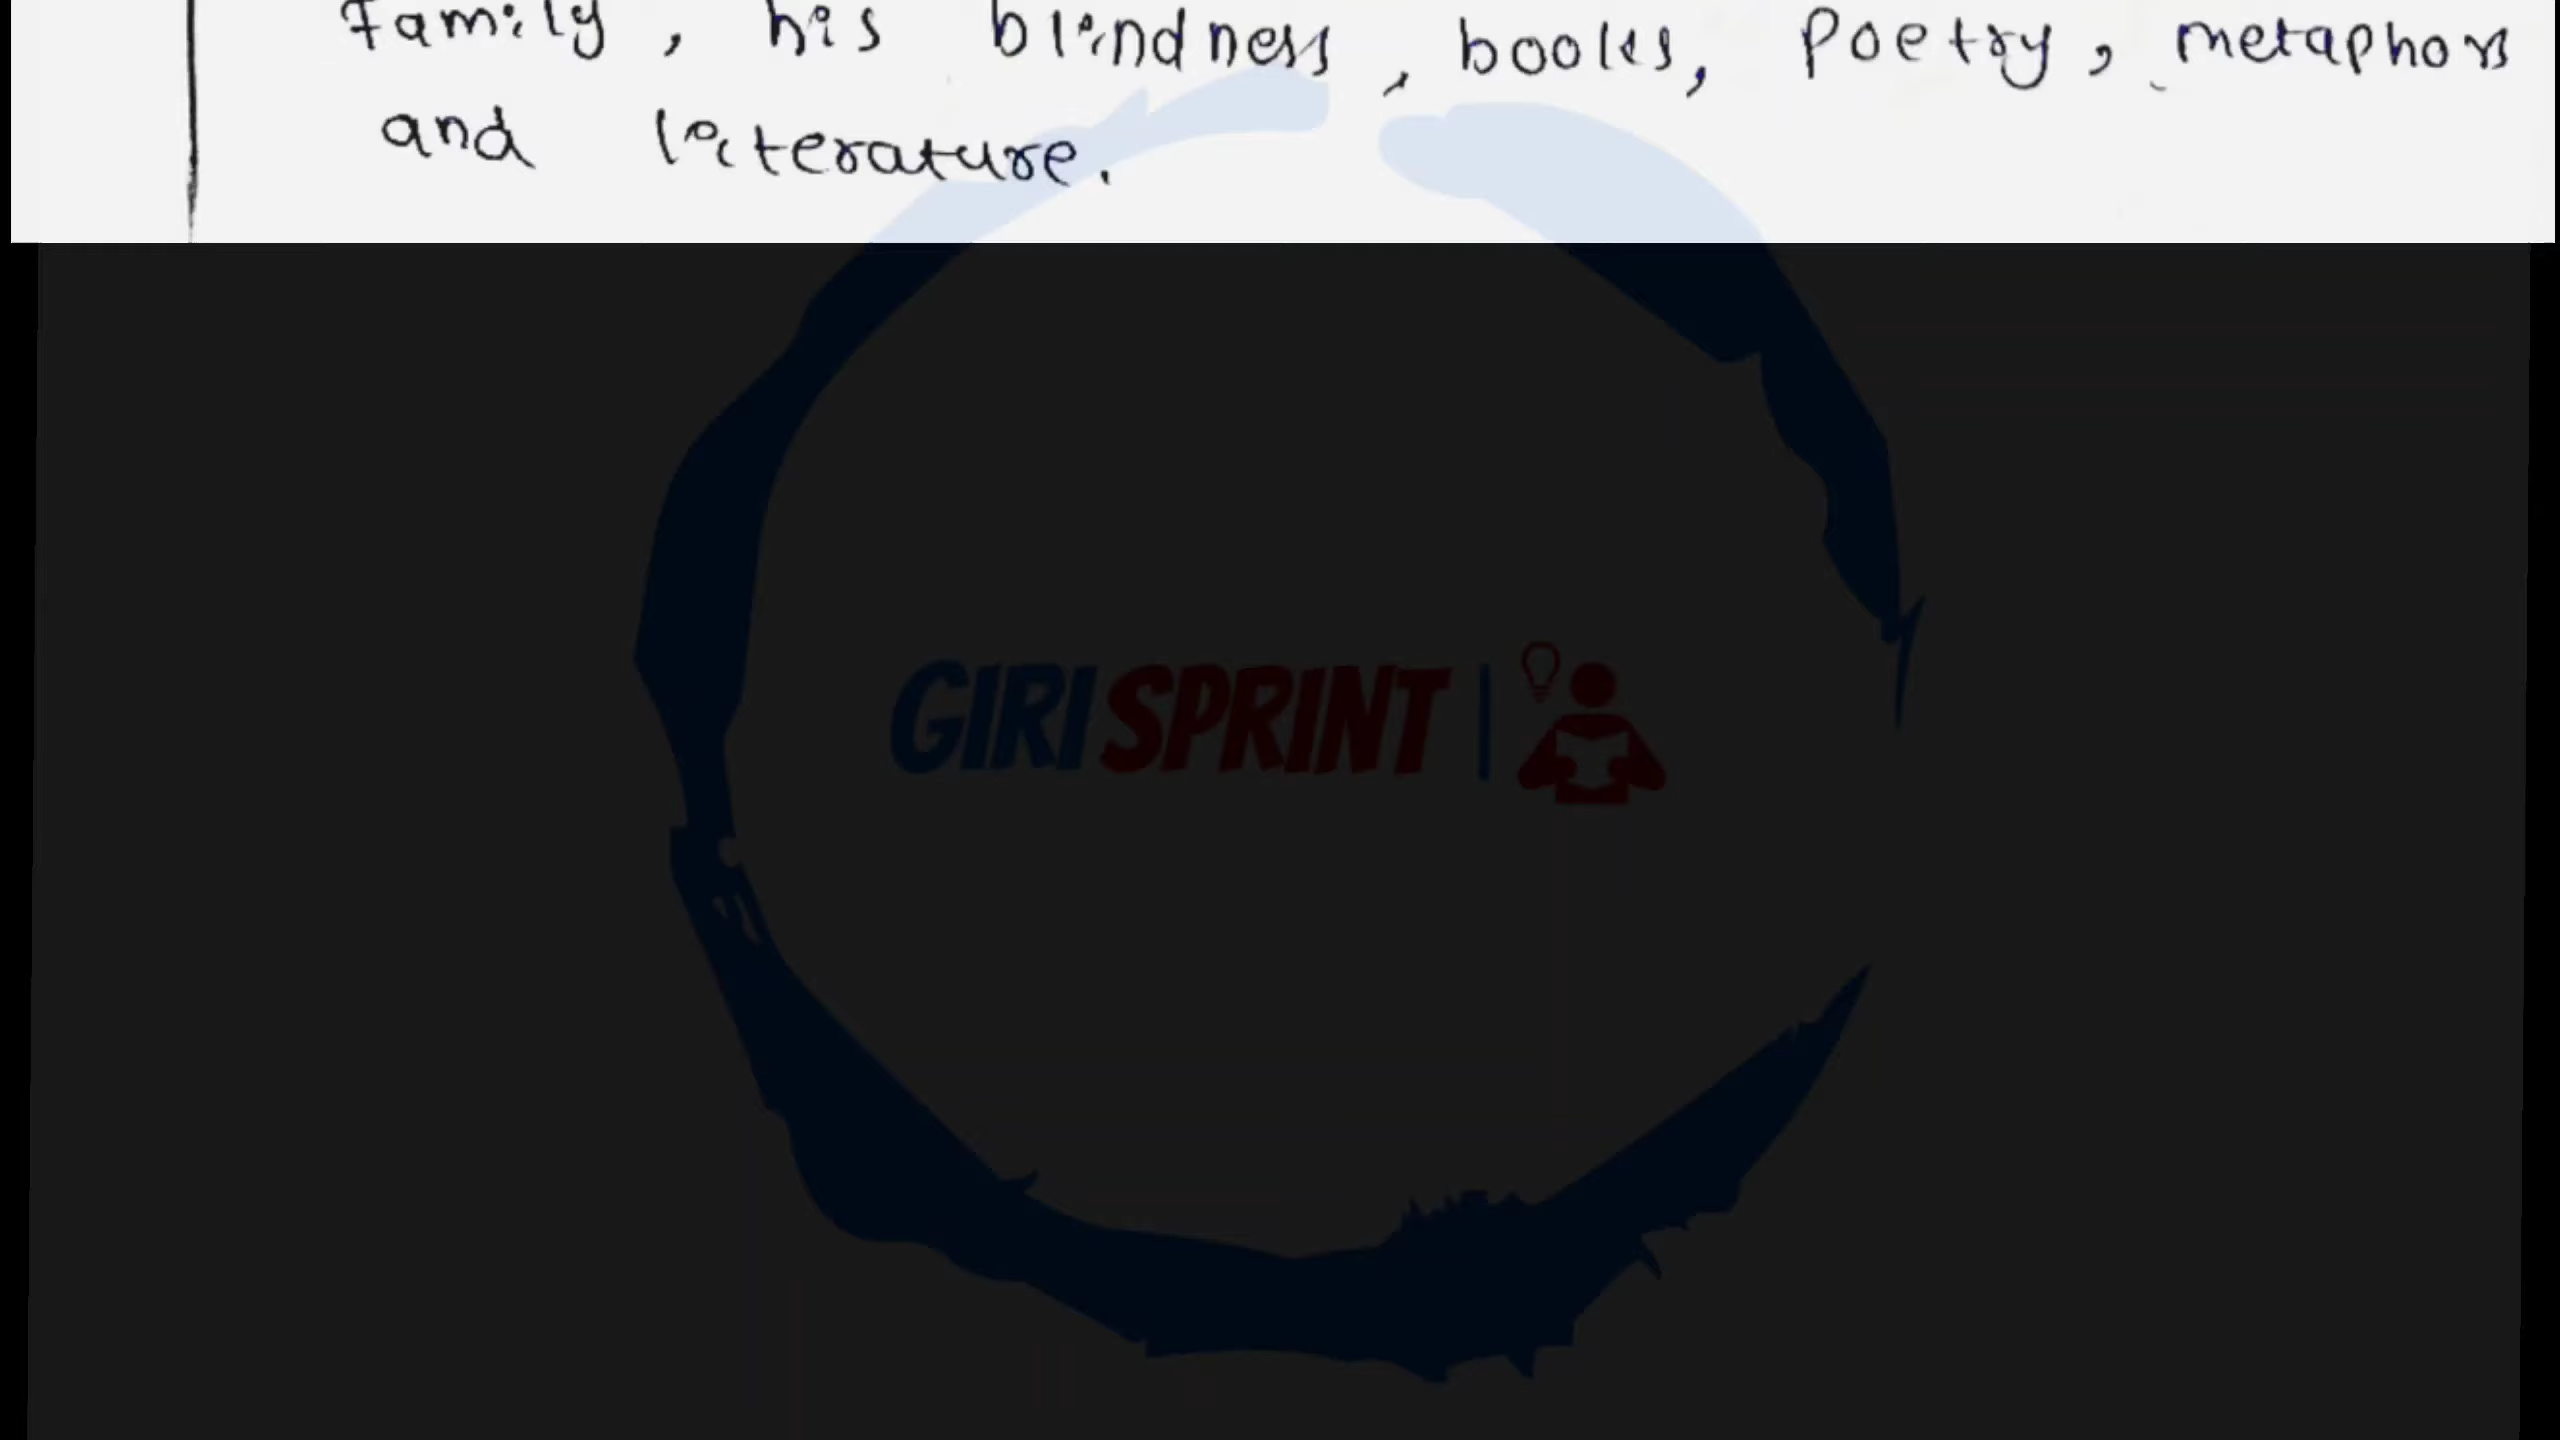 Family, his blindness, books, Poetry, metaphors
and literature.
GIRI SPRINT